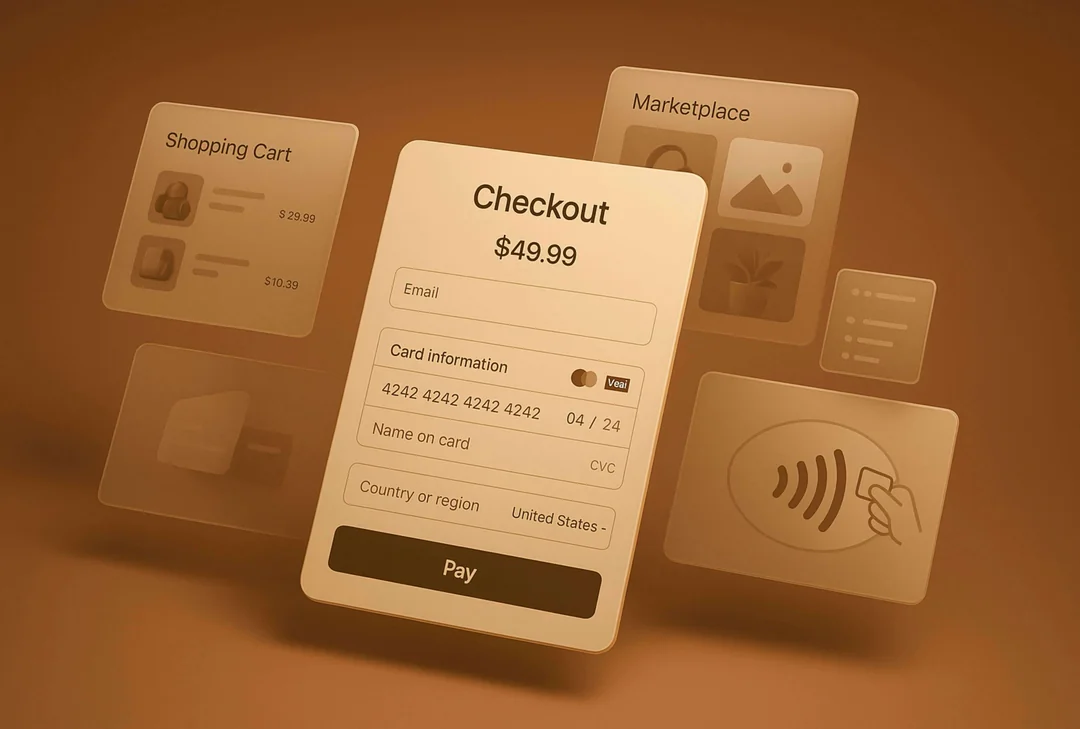 Shopping Cart
$ 29.99
$10.39
Marketplace
Checkout
$49.99
Email
Card information
Veai
4242 4242 4242 4242 04 / 24
Name on card
CVC
Country or region United States -
Pay